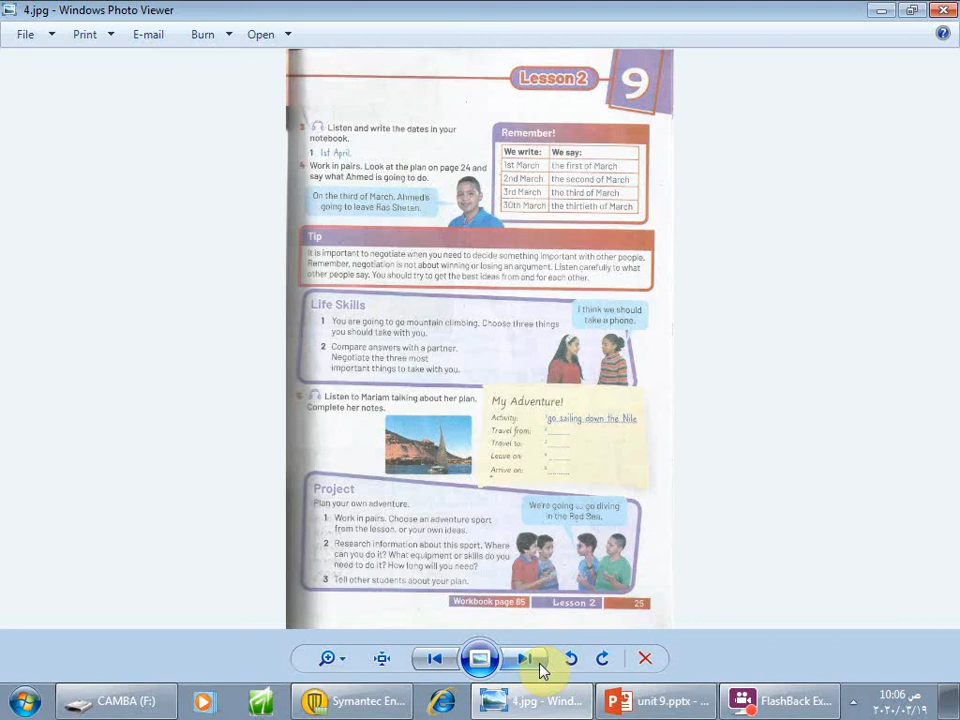 4.jpg - Windows Photo Viewer
File Print E-mail Burn Open
Lesson 2
9
3 Listen and write the dates in your
notebook.
1 1st April.
4 Work in pairs. Look at the plan on page 24 and
say what Ahmed is going to do.
On the third of March, Ahmed's
going to leave Ras Shetan.
Remember!
We write: We say:
1st March the first of March
2nd March the second of March
3rd March the third of March
30th March the thirtieth of March
Tip
It is important to negotiate when you need to decide something important with other people.
Remember, negotiation is not about winning or losing an argument. Listen carefully to what
other people say. You should try to get the best ideas from and for each other.
Life Skills
1 You are going to go mountain climbing. Choose three things
you should take with you.
2 Compare answers with a partner.
Negotiate the three most
important things to take with you.
I think we should
take a phone.
5 Listen to Mariam talking about her plan.
Complete her notes.
My Adventure!
Activity: 1 go sailing down the Nile
Travel from: 2
Travel to: 3
Leave on: 4
Arrive on: 5
Project
Plan your own adventure.
1 Work in pairs. Choose an adventure sport
from the lesson, or your own ideas.
2 Research information about this sport. Where
can you do it? What equipment or skills do you
need to do it? How long will you need?
3 Tell other students about your plan.
We're going to go diving
in the Red Sea.
Workbook page 85 Lesson 2 25
CAMBA (F:)
Symantec En...
4.jpg - Wind...
unit 9.pptx - ...
FlashBack Ex...
10:06 ص
٢٠٢٠/٠٣/١٩